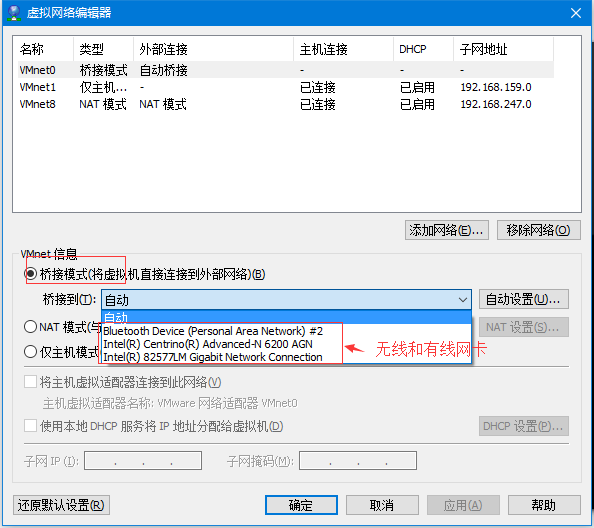 虚拟网络编辑器
名称 类型 外部连接 主机连接 DHCP 子网地址
VMnet0 桥接模式 自动桥接 - - -
VMnet1 仅主机... - 已连接 已启用 192.168.159.0
VMnet8 NAT 模式 NAT 模式 已连接 已启用 192.168.247.0
添加网络(E)... 移除网络(O)
VMnet 信息
桥接模式(将虚拟机直接连接到外部网络)(B)
桥接到(T): 自动 自动设置(U)...
自动
NAT 模式(与 Bluetooth Device (Personal Area Network) #2 NAT 设置(S)...
Intel(R) Centrino(R) Advanced-N 6200 AGN 无线和有线网卡
仅主机模式 Intel(R) 82577LM Gigabit Network Connection
将主机虚拟适配器连接到此网络(V)
主机虚拟适配器名称: VMware 网络适配器 VMnet0
使用本地 DHCP 服务将 IP 地址分配给虚拟机(D) DHCP 设置(P)...
子网 IP (I): . . . 子网掩码(M): . . .
还原默认设置(R) 确定 取消 应用(A) 帮助